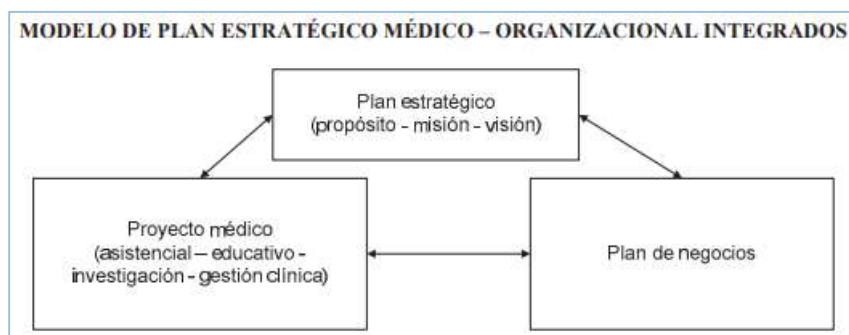 MODELO DE PLAN ESTRATÉGICO MÉDICO – ORGANIZACIONAL INTEGRADOS
Plan estratégico
(propósito - misión - visión)
Proyecto médico
(asistencial – educativo -
investigación - gestión clínica)
Plan de negocios